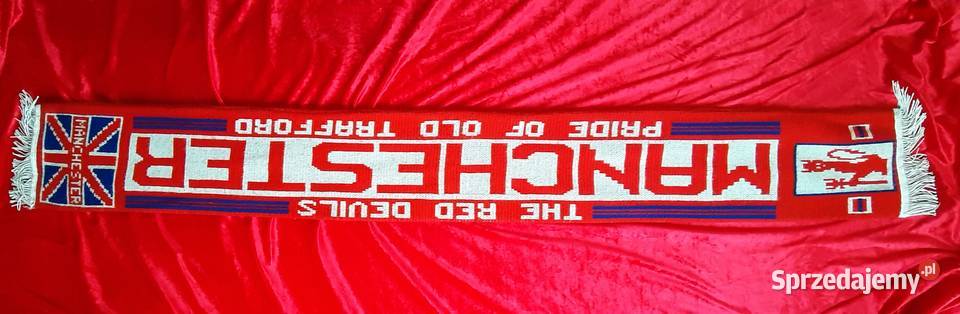 THE RED DEVILS
MANCHESTER
PRIDE OF OLD TRAFFORD
MANCHESTER
Sprzedajemy.pl